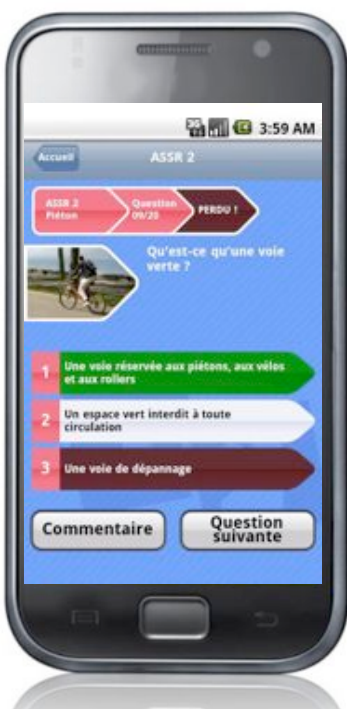 3G
3:59 AM
Accueil
ASSR 2
ASSR 2
Piéton
Question
09/20
PERDU !
Qu'est-ce qu'une voie
verte ?
1
Une voie réservée aux piétons, aux vélos
et aux rollers
2
Un espace vert interdit à toute
circulation
3
Une voie de dépannage
Commentaire
Question
suivante